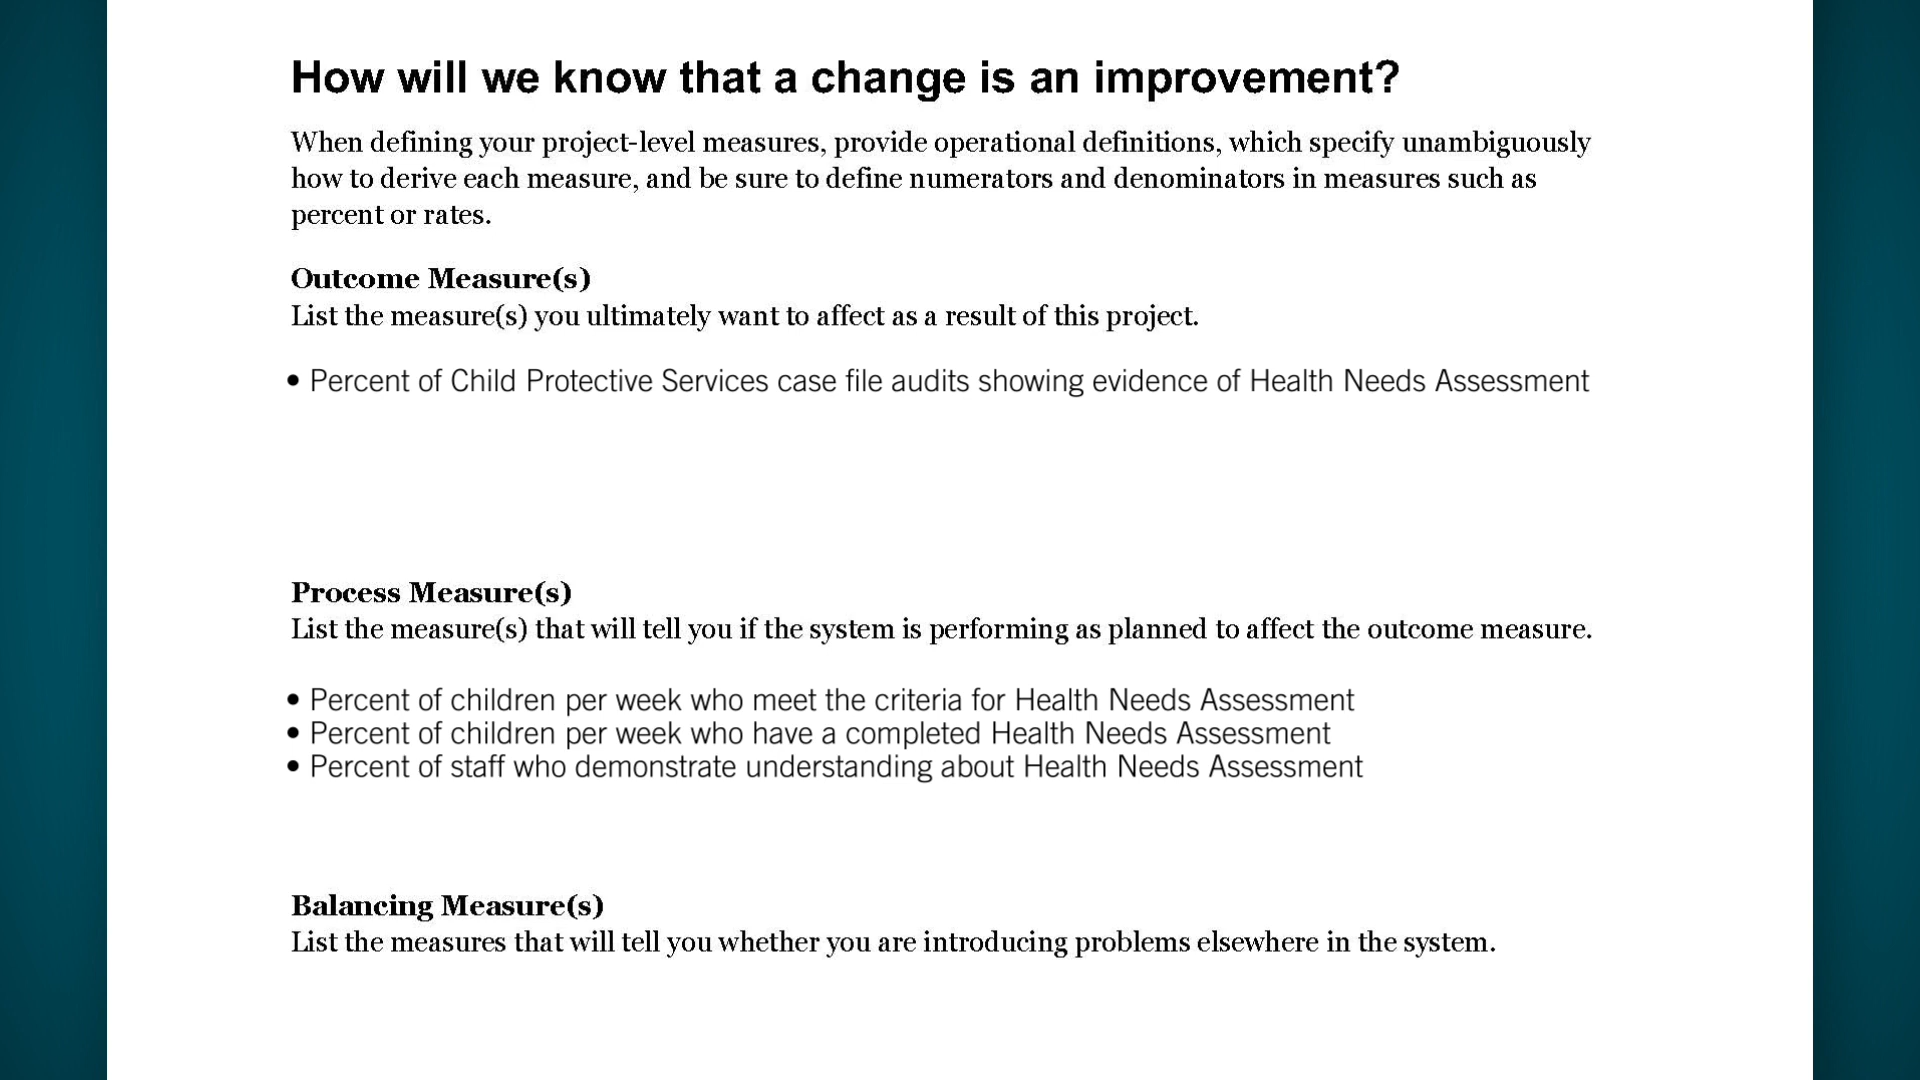 How will we know that a change is an improvement?
When defining your project-level measures, provide operational definitions, which specify unambiguously
how to derive each measure, and be sure to define numerators and denominators in measures such as
percent or rates.
Outcome Measure(s)
List the measure(s) you ultimately want to affect as a result of this project.
• Percent of Child Protective Services case file audits showing evidence of Health Needs Assessment
Process Measure(s)
List the measure(s) that will tell you if the system is performing as planned to affect the outcome measure.
• Percent of children per week who meet the criteria for Health Needs Assessment
• Percent of children per week who have a completed Health Needs Assessment
• Percent of staff who demonstrate understanding about Health Needs Assessment
Balancing Measure(s)
List the measures that will tell you whether you are introducing problems elsewhere in the system.